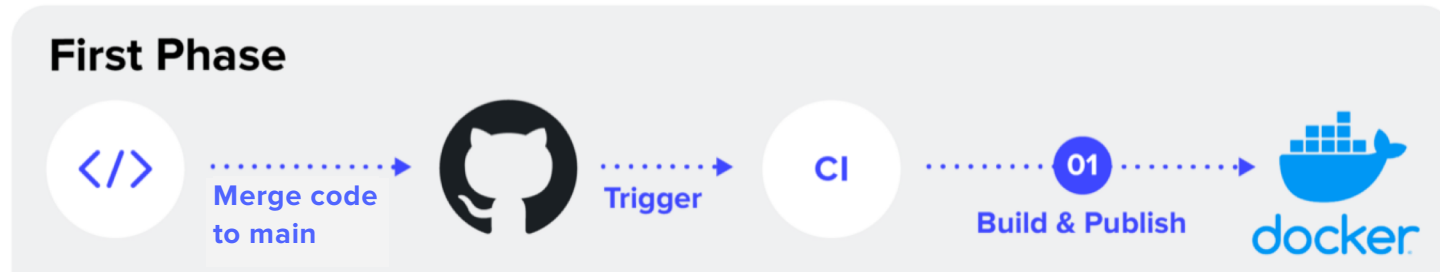 First Phase
</>
Merge code
to main
Trigger
CI
01
Build & Publish
docker